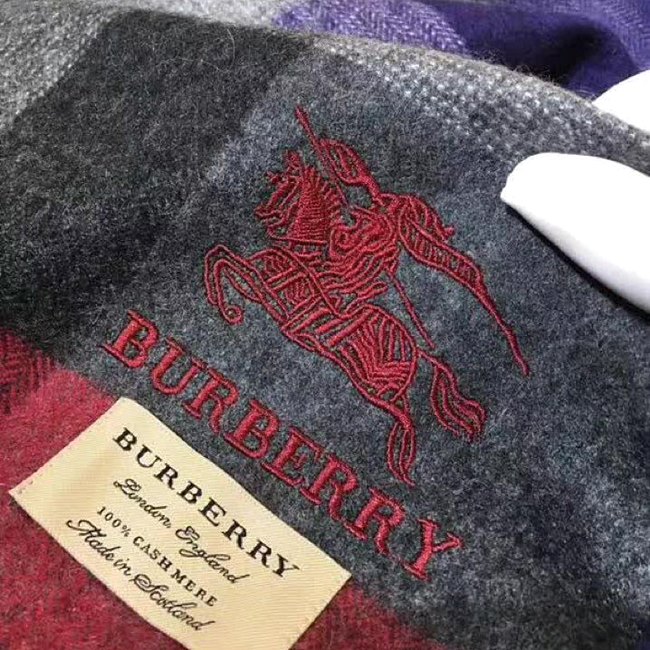 BURBERRY
BURBERRY
London, England
100% CASHMERE
Made in Scotland